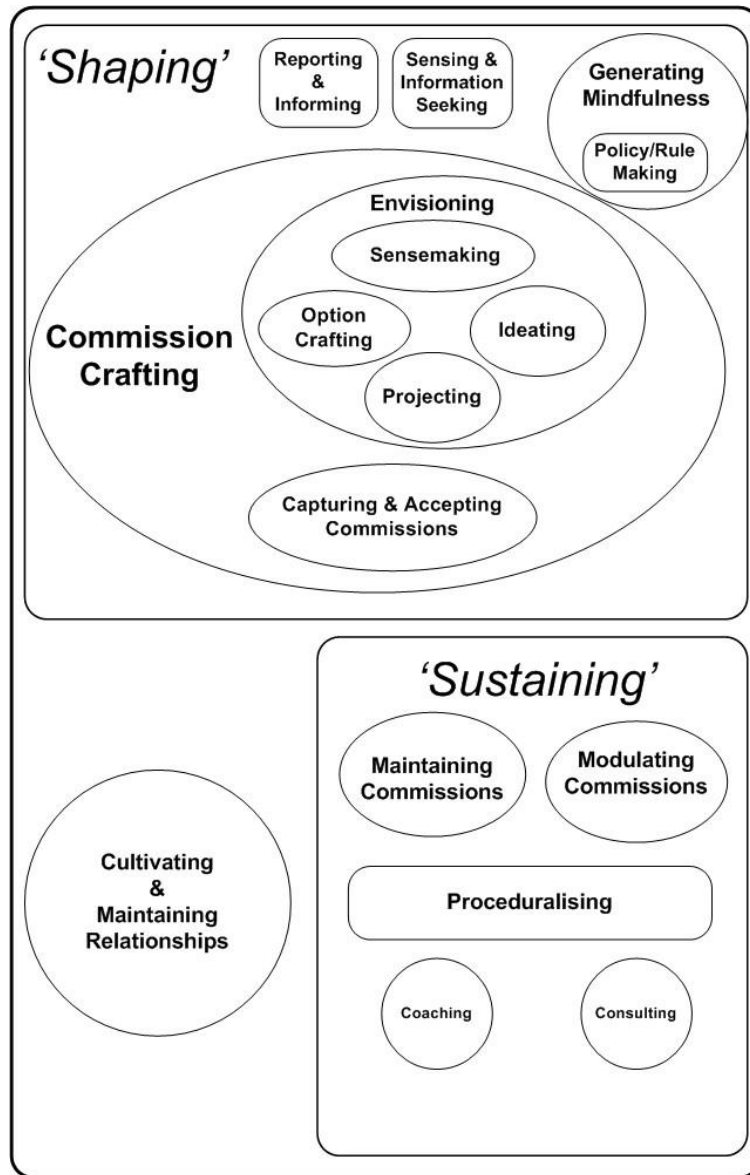 ‘Shaping’
Reporting
&
Informing
Sensing &
Information
Seeking
Generating
Mindfulness
Policy/Rule
Making
Envisioning
Sensemaking
Option
Crafting
Ideating
Projecting
Commission
Crafting
Capturing & Accepting
Commissions
‘Sustaining’
Maintaining
Commissions
Modulating
Commissions
Cultivating
&
Maintaining
Relationships
Proceduralising
Coaching
Consulting